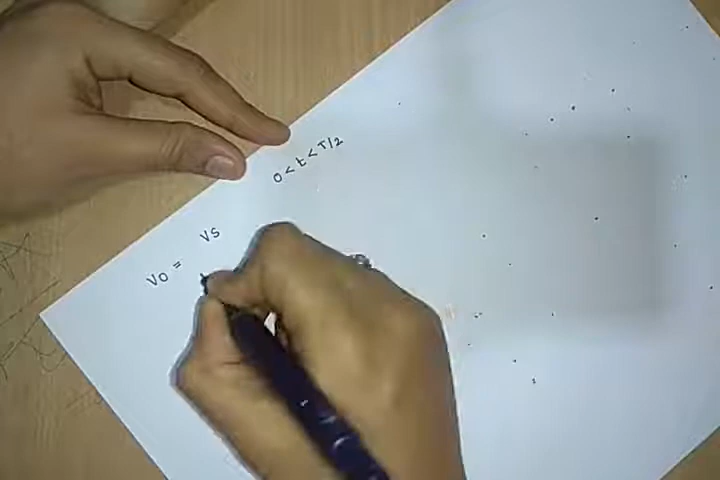 0 < t < T/2
VS
VO =